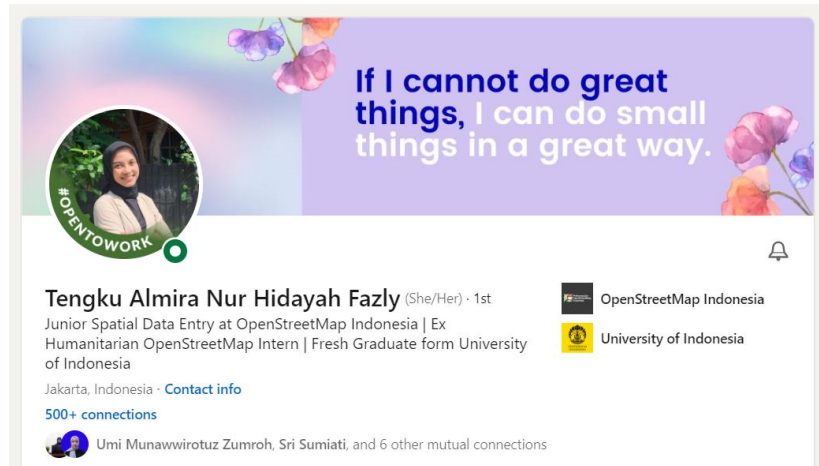 If I cannot do great
things, I can do small
things in a great way.
#OPENTOWORK
Tengku Almira Nur Hidayah Fazly (She/Her) · 1st
Junior Spatial Data Entry at OpenStreetMap Indonesia | Ex
Humanitarian OpenStreetMap Intern | Fresh Graduate form University
of Indonesia
Jakarta, Indonesia · Contact info
500+ connections
Umi Munawwirotuz Zumroh, Sri Sumiati, and 6 other mutual connections
OpenStreetMap Indonesia
University of Indonesia